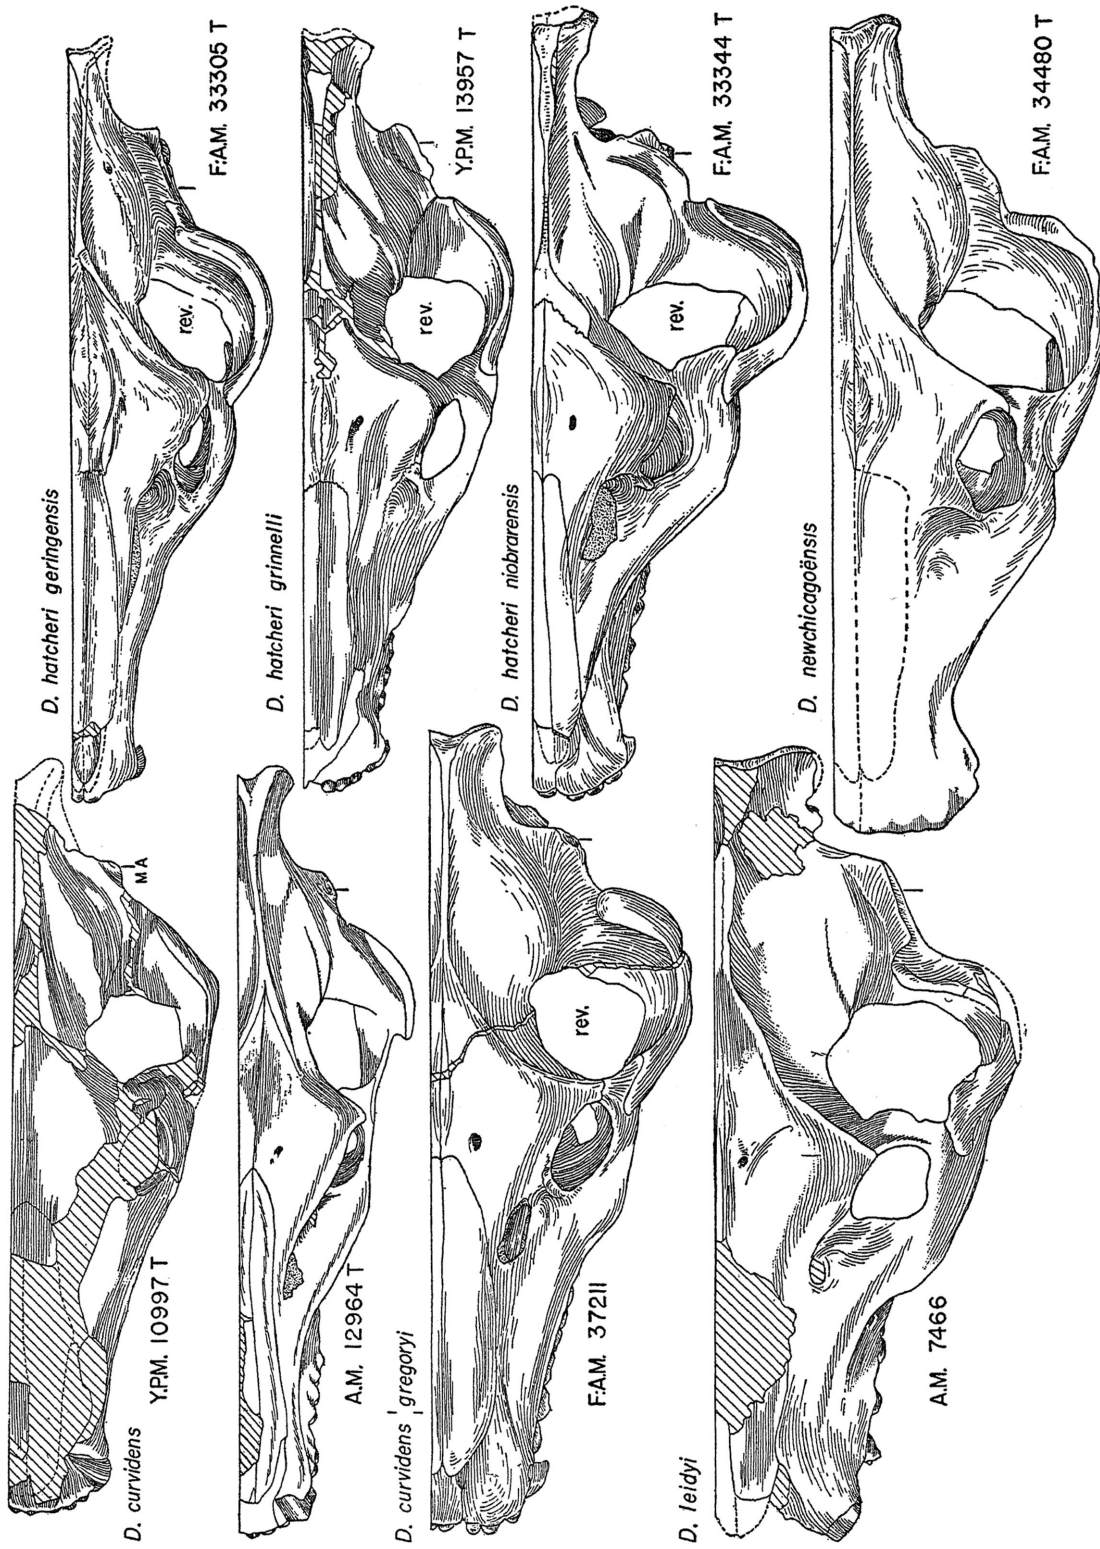 D. curvidens
Y.P.M. 10997 T
MA
A.M. 12964 T
D. curvidens gregoryi
F.A.M. 37211
rev.
D. leidyi
A.M. 7466
D. hatcheri geringensis
F.A.M. 33305 T
rev.
D. hatcheri grinnelli
Y.P.M. 13957 T
rev.
D. hatcheri niobrarensis
F.A.M. 33344 T
rev.
D. newchicagoënsis
F.A.M. 34480 T